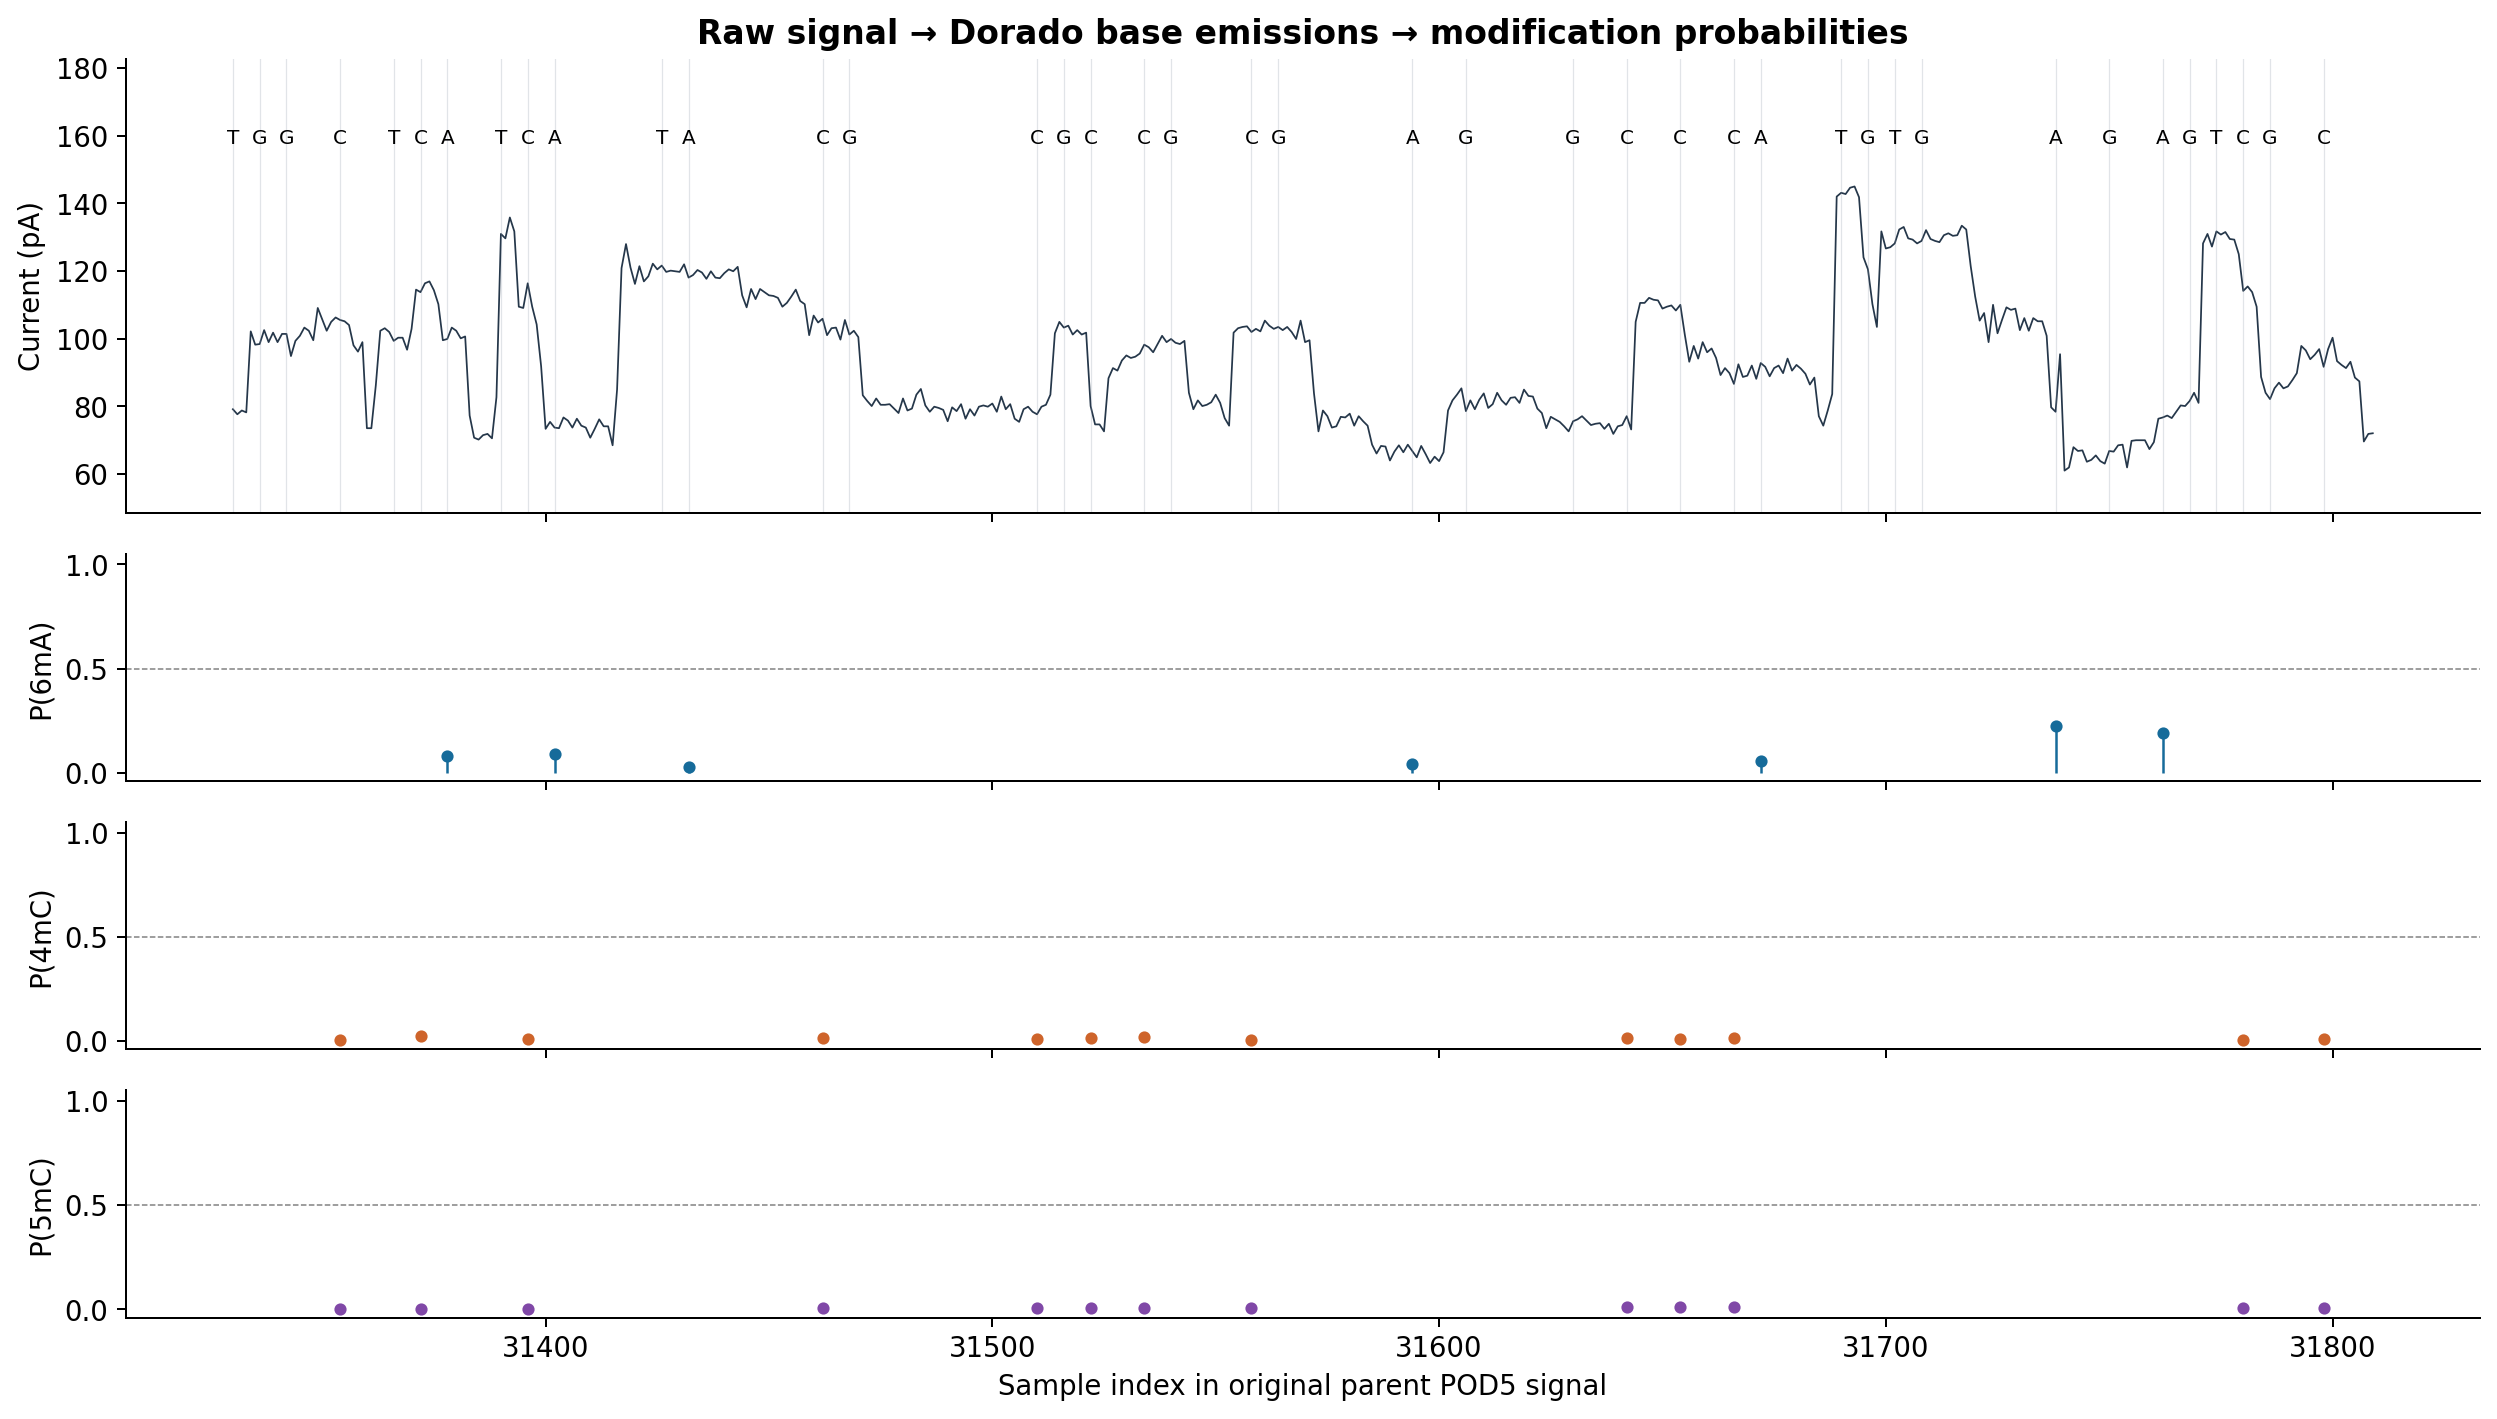 Raw signal → Dorado base emissions → modification probabilities
180
160
140
120
100
80
60
Current (pA)
T G G C T C A T C A T A C G C G C C G C G A G G C C C A T G T G A G A G T C G C
1.0
0.5
0.0
P(6mA)
1.0
0.5
0.0
P(4mC)
1.0
0.5
0.0
P(5mC)
31400 31500 31600 31700 31800
Sample index in original parent POD5 signal